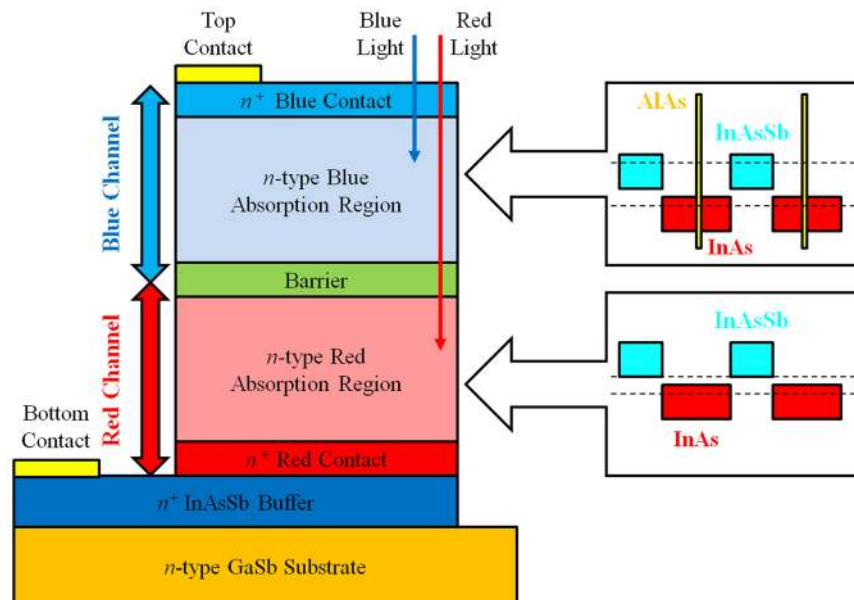 Top
Contact
Blue
Light
Red
Light
n⁺ Blue Contact
n-type Blue
Absorption Region
Barrier
n-type Red
Absorption Region
n⁺ Red Contact
n⁺ InAsSb Buffer
n-type GaSb Substrate
Blue Channel
Red Channel
Bottom
Contact
AlAs
InAsSb
InAs
InAsSb
InAs